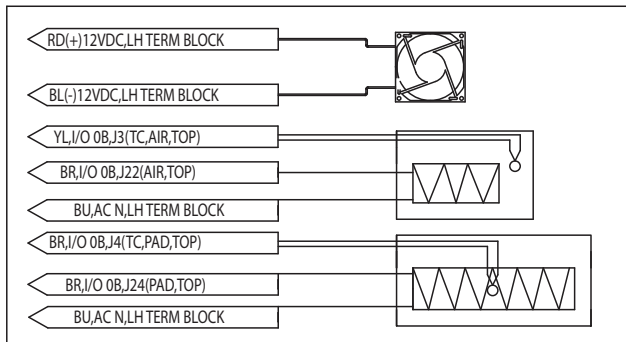 RD(+)12VDC,LH TERM BLOCK
BL(-)12VDC,LH TERM BLOCK
YL,I/O 0B,J3(TC,AIR,TOP)
BR,I/O 0B,J22(AIR,TOP)
BU,AC N,LH TERM BLOCK
BR,I/O 0B,J4(TC,PAD,TOP)
BR,I/O 0B,J24(PAD,TOP)
BU,AC N,LH TERM BLOCK